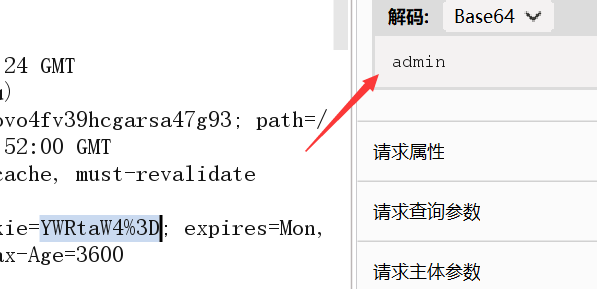 24 GMT
)
ovo4fv39hcgarsa47g93; path=/
52:00 GMT
cache, must-revalidate
kie=YWRtaW4%3D; expires=Mon,
ax-Age=3600
解码: Base64
admin
请求属性
请求查询参数
请求主体参数